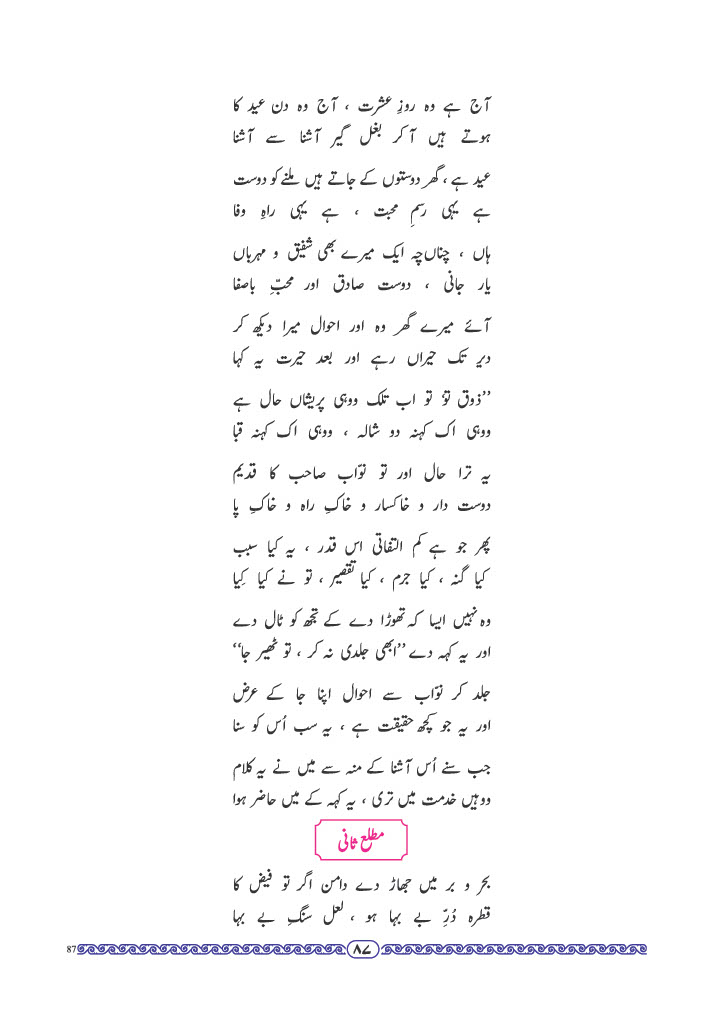 آج ہے وہ روزِ عشرت ، آج وہ دن عید کا
ہوتے ہیں آ کر بغل گیر آشنا سے آشنا
عید ہے ، گھر دوستوں کے جاتے ہیں ملنے کو دوست
ہے یہی رسمِ محبت ، ہے یہی راہِ وفا
ہاں ، چناں‌چہ ایک میرے بھی شفیق و مہرباں
یار جانی ، دوست صادق اور محبِّ باصفا
آئے میرے گھر وہ اور احوال میرا دیکھ کر
دیر تک حیراں رہے اور بعد حیرت یہ کہا
’’ذوق توٗ تو اب تلک ووہی پریشاں حال ہے
ووہی اک کہنہ دو شالہ ، ووہی اک کہنہ قبا
یہ ترا حال اور تو نوّاب صاحب کا قدیم
دوست دار و خاکسار و خاکِ راہ و خاکِ پا
پھر جو ہے کم التفاتی اس قدر ، یہ کیا سبب
کیا گنہ ، کیا جرم ، کیا تقصیر ، تو نے کیا کِیا
وہ نہیں ایسا کہ تھوڑا دے کے تجھ کو ٹال دے
اور یہ کہہ دے ’’ابھی جلدی نہ کر ، تو ٹھیر جا‘‘
جلد کر نوّاب سے احوال اپنا جا کے عرض
اور یہ جو کچھ حقیقت ہے ، یہ سب اُس کو سنا
جب سنے اُس آشنا کے منہ سے میں نے یہ کلام
ووہیں خدمت میں تری ، یہ کہہ کے میں حاضر ہوا
مطلع ثانی
بحر و بر میں جھاڑ دے دامن اگر تو فیض کا
قطرہ دُرِّ بے بہا ہو ، لعل سنگِ بے بہا
۸۷
87